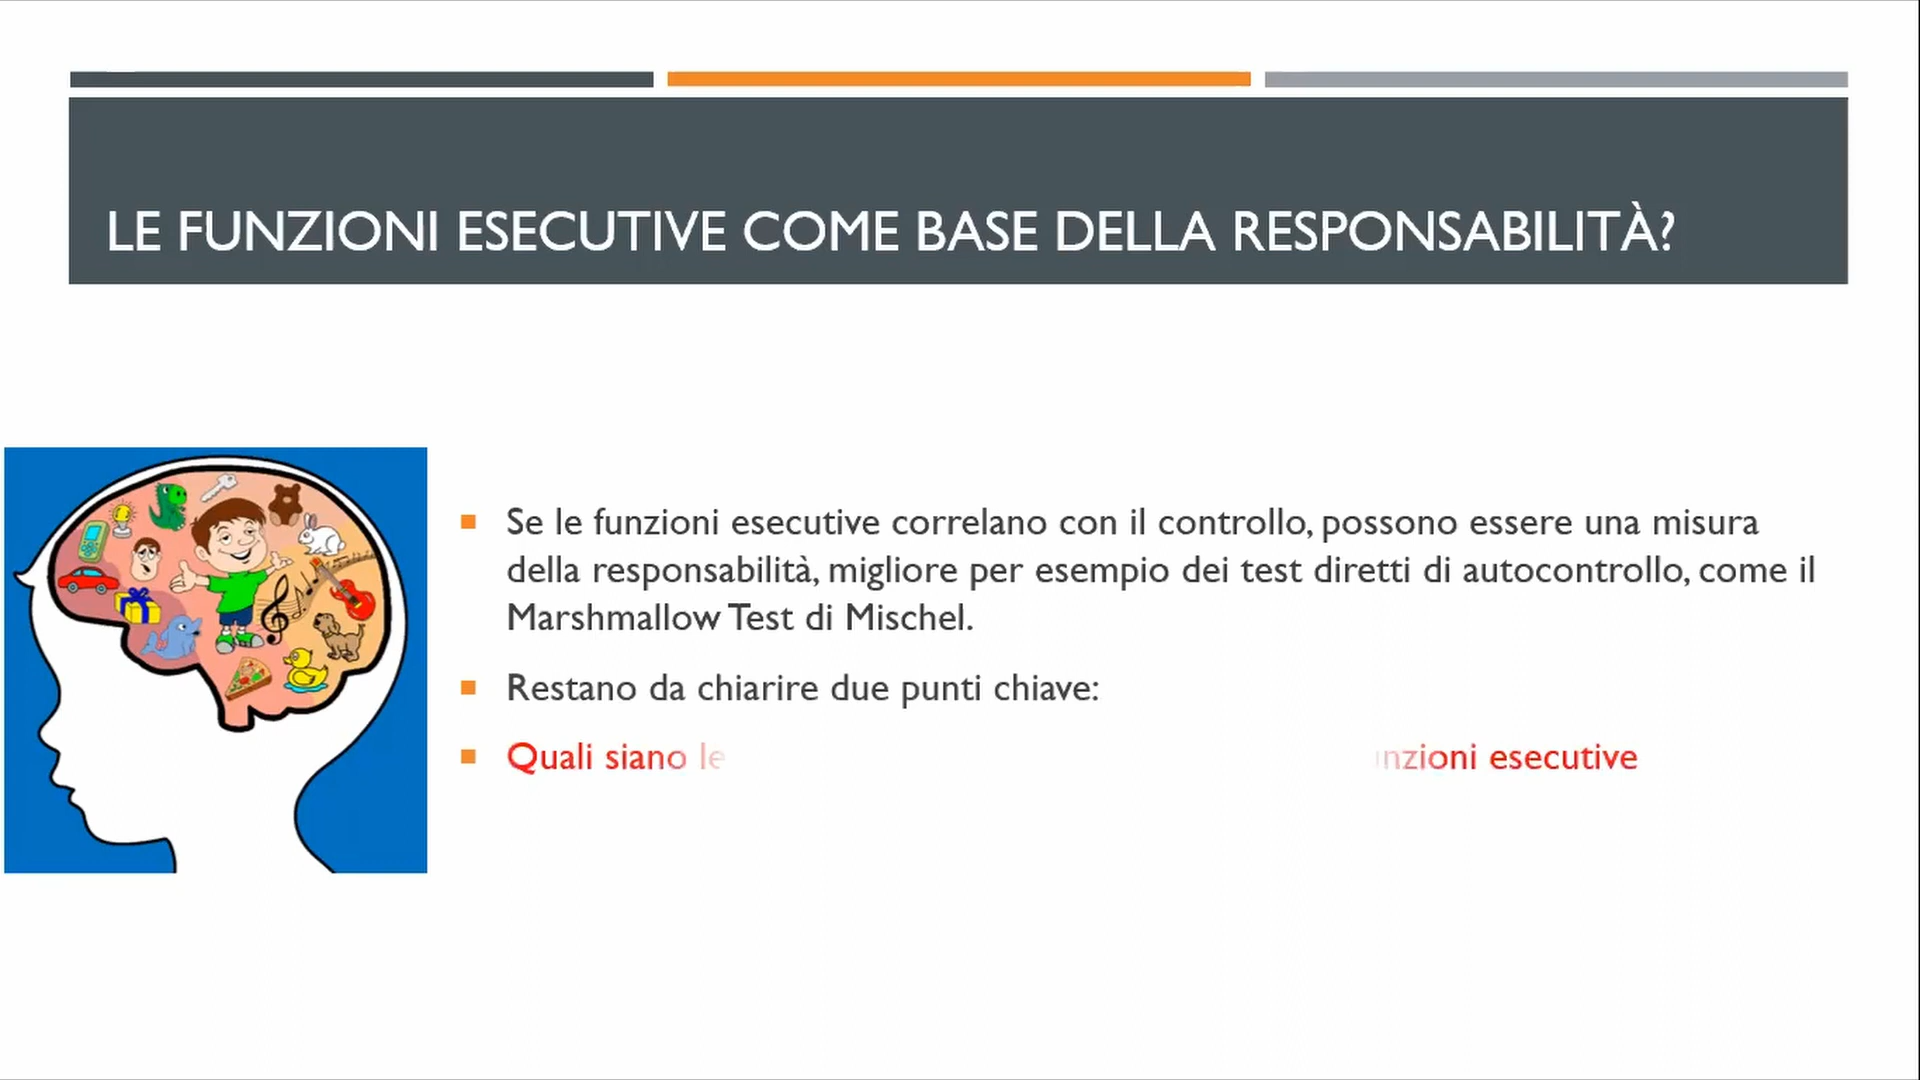 LE FUNZIONI ESECUTIVE COME BASE DELLA RESPONSABILITÀ?
Se le funzioni esecutive correlano con il controllo, possono essere una misura
della responsabilità, migliore per esempio dei test diretti di autocontrollo, come il
Marshmallow Test di Mischel.
Restano da chiarire due punti chiave:
Quali siano le esecutive